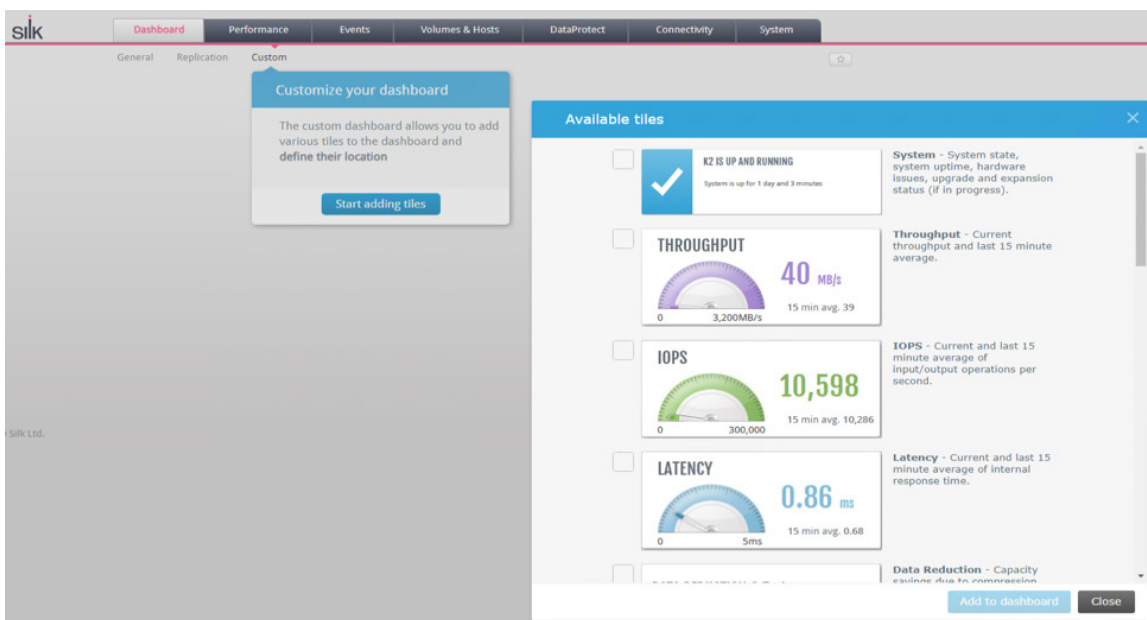 silk
Dashboard Performance Events Volumes & Hosts DataProtect Connectivity System
General Replication Custom
Customize your dashboard
The custom dashboard allows you to add
various tiles to the dashboard and
define their location
Start adding tiles
Silk Ltd.
Available tiles
K2 IS UP AND RUNNING
System is up for 1 day and 3 minutes
System - System state,
system uptime, hardware
issues, upgrade and expansion
status (if in progress).
THROUGHPUT
40 MB/s
15 min avg. 39
0 3,200MB/s
Throughput - Current
throughput and last 15 minute
average.
IOPS
10,598
15 min avg. 10,286
0 300,000
IOPS - Current and last 15
minute average of
input/output operations per
second.
LATENCY
0.86 ms
15 min avg. 0.68
0 5ms
Latency - Current and last 15
minute average of internal
response time.
Data Reduction - Capacity
savings due to compression
Add to dashboard Close